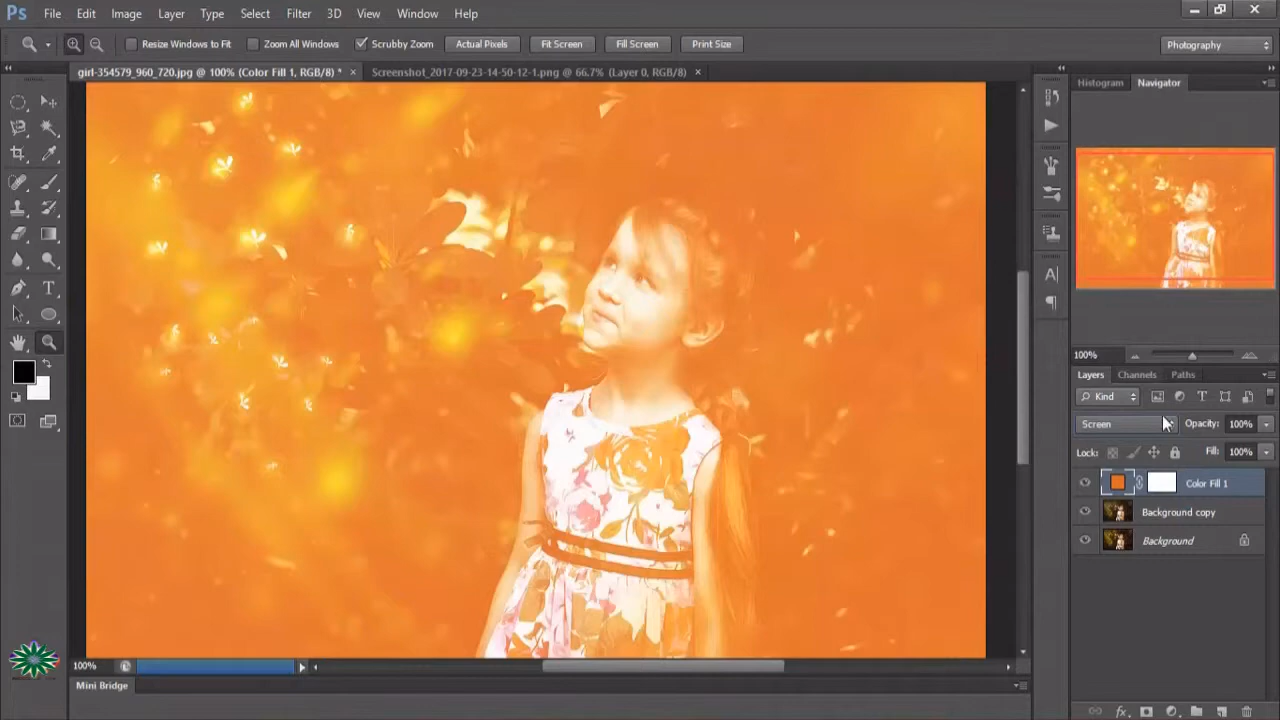 Ps File Edit Image Layer Type Select Filter 3D View Window Help
Resize Windows to Fit Zoom All Windows Scrubby Zoom Actual Pixels Fit Screen Fill Screen Print Size Photography
girl-354579_960_720.jpg @ 100% (Color Fill 1, RGB/8) * × Screenshot_2017-09-23-14-50-12-1.png @ 66.7% (Layer 0, RGB/8) ×
Histogram Navigator
100%
Layers Channels Paths
Kind
Screen Opacity: 100%
Lock: Fill: 100%
Color Fill 1
Background copy
Background
100%
Mini Bridge
fx